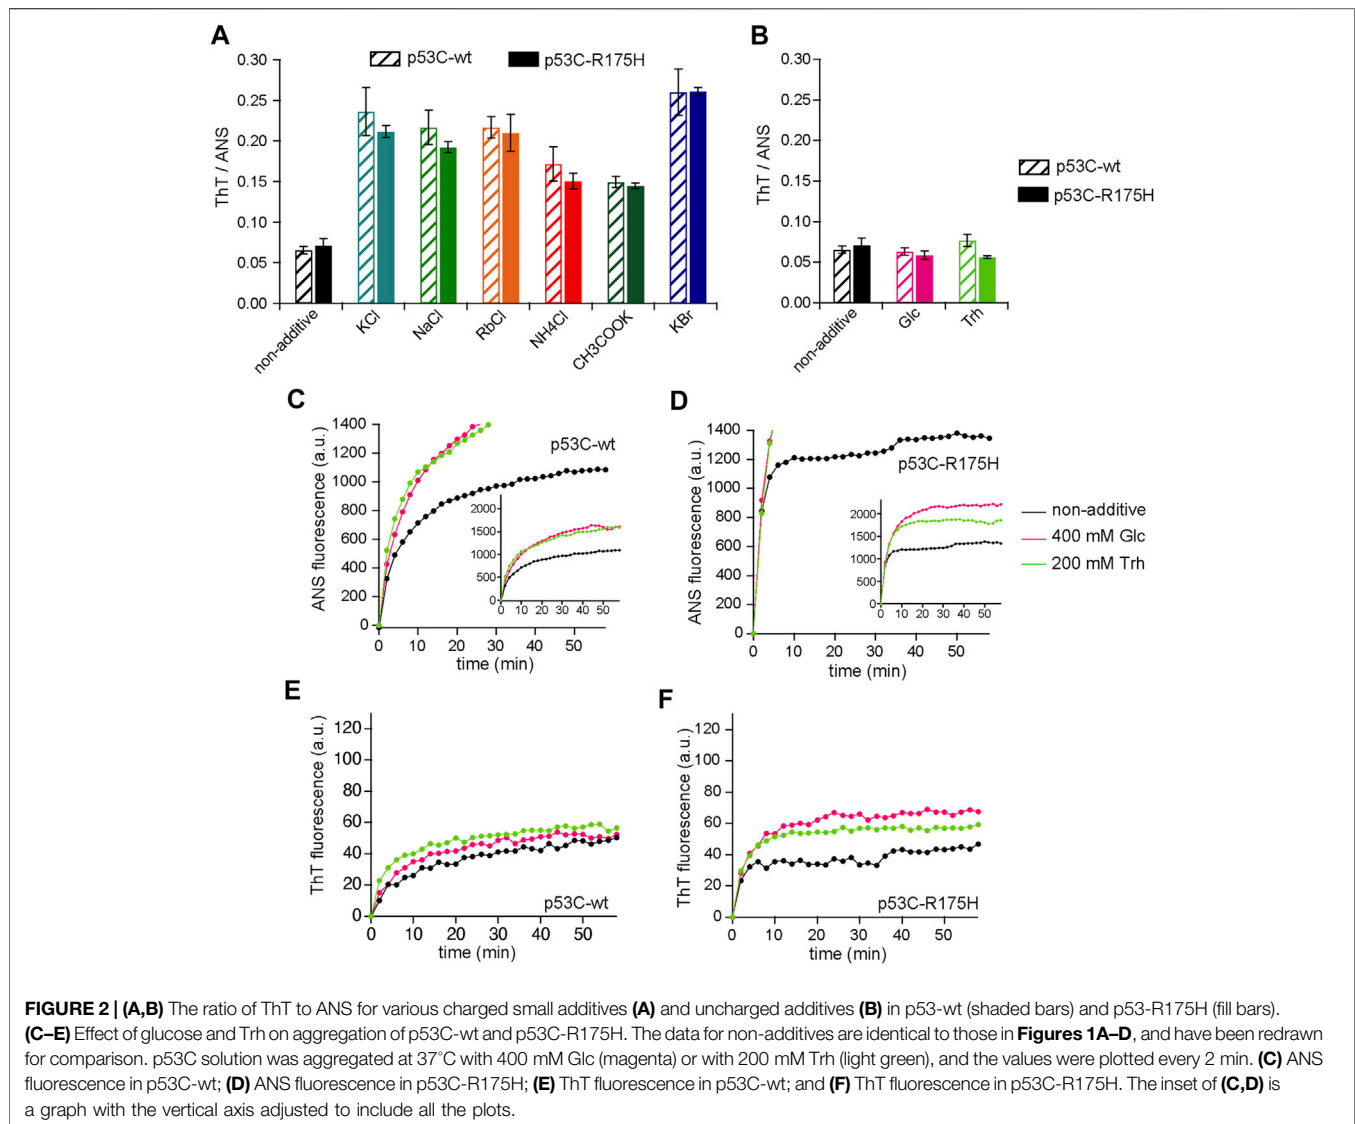 A
B
p53C-wt
p53C-R175H
0.30
0.25
0.20
0.15
0.10
0.05
0.00
ThT / ANS
non-additive
KCl
NaCl
RbCl
NH4Cl
CH3COOK
KBr
0.30
0.25
0.20
0.15
0.10
0.05
0.00
ThT / ANS
non-additive
Glc
Trh
p53C-wt
p53C-R175H
C
1400
1200
1000
800
600
400
200
0
ANS fluorescence (a.u.)
p53C-wt
2000
1500
1000
500
0
0 10 20 30 40 50
0 10 20 30 40 50
time (min)
D
1400
1200
1000
800
600
400
200
0
ANS fluorescence (a.u.)
p53C-R175H
2000
1500
1000
500
0
0 10 20 30 40 50
0 10 20 30 40 50
time (min)
non-additive
400 mM Glc
200 mM Trh
E
120
100
80
60
40
20
0
ThT fluorescence (a.u.)
p53C-wt
0 10 20 30 40 50
time (min)
F
120
100
80
60
40
20
0
ThT fluorescence (a.u.)
p53C-R175H
0 10 20 30 40 50
time (min)
FIGURE 2 | (A,B) The ratio of ThT to ANS for various charged small additives (A) and uncharged additives (B) in p53-wt (shaded bars) and p53-R175H (fill bars).
(C–E) Effect of glucose and Trh on aggregation of p53C-wt and p53C-R175H. The data for non-additives are identical to those in Figures 1A–D, and have been redrawn
for comparison. p53C solution was aggregated at 37°C with 400 mM Glc (magenta) or with 200 mM Trh (light green), and the values were plotted every 2 min. (C) ANS
fluorescence in p53C-wt; (D) ANS fluorescence in p53C-R175H; (E) ThT fluorescence in p53C-wt; and (F) ThT fluorescence in p53C-R175H. The inset of (C,D) is
a graph with the vertical axis adjusted to include all the plots.